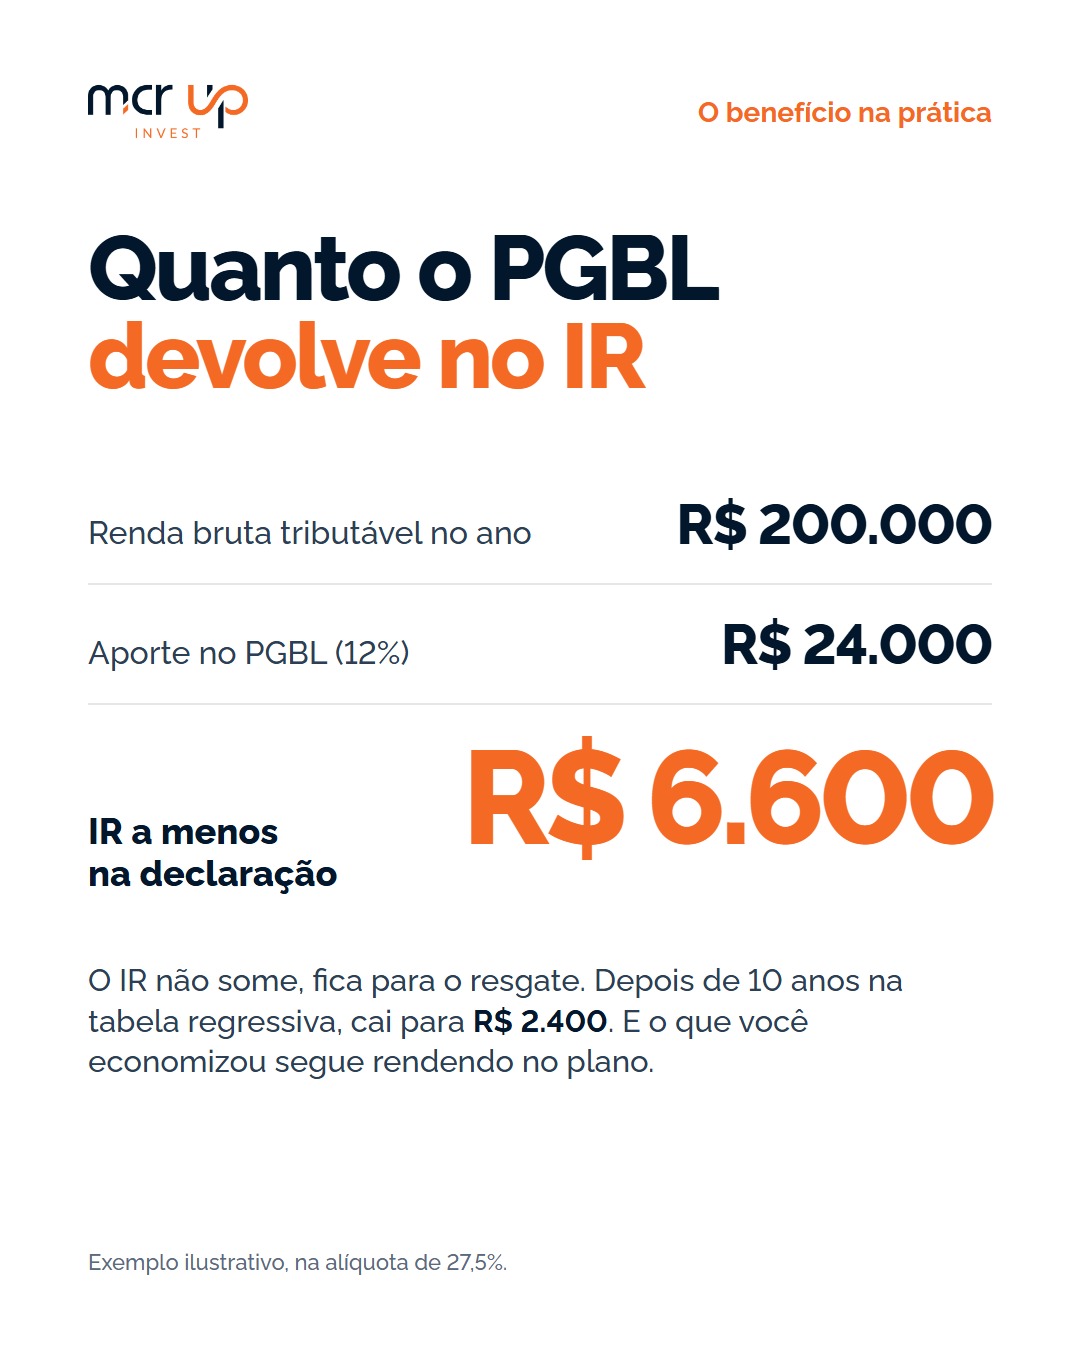 mcr up
INVEST
O benefício na prática
Quanto o PGBL
devolve no IR
Renda bruta tributável no ano
R$ 200.000
Aporte no PGBL (12%)
R$ 24.000
IR a menos
na declaração
R$ 6.600
O IR não some, fica para o resgate. Depois de 10 anos na
tabela regressiva, cai para R$ 2.400. E o que você
economizou segue rendendo no plano.
Exemplo ilustrativo, na alíquota de 27,5%.